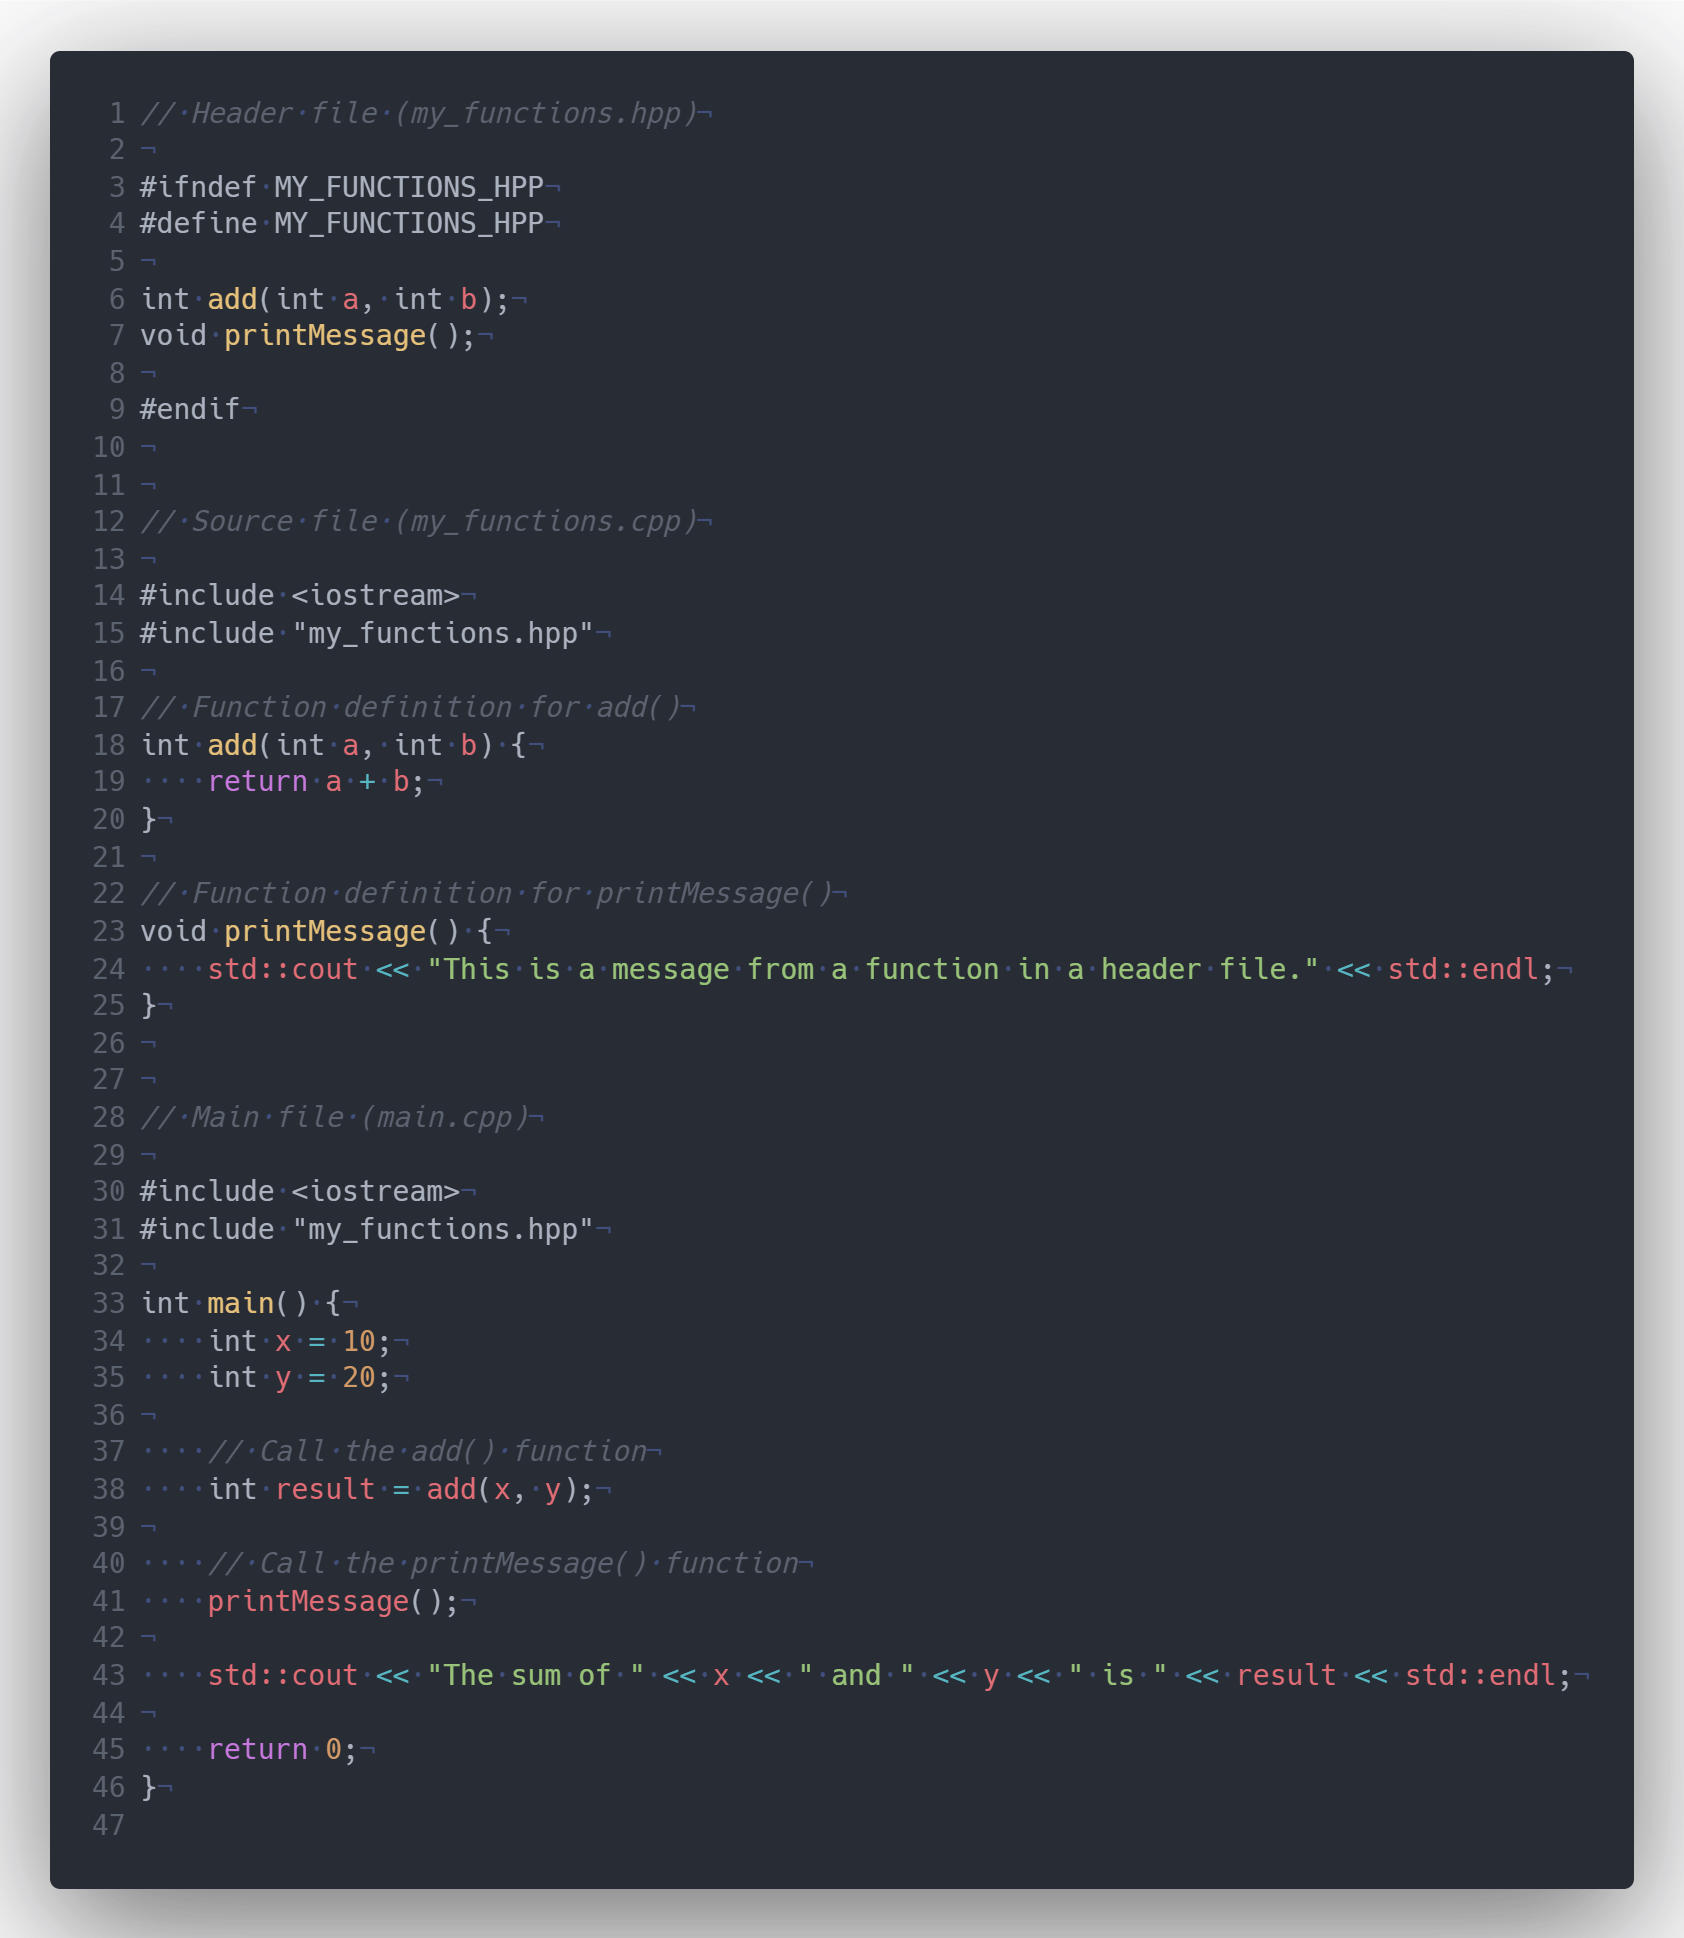 1 // Header file (my_functions.hpp)¬
2 ¬
3 #ifndef MY_FUNCTIONS_HPP¬
4 #define MY_FUNCTIONS_HPP¬
5 ¬
6 int add(int a, int b);¬
7 void printMessage();¬
8 ¬
9 #endif¬
10 ¬
11 ¬
12 // Source file (my_functions.cpp)¬
13 ¬
14 #include <iostream>¬
15 #include "my_functions.hpp"¬
16 ¬
17 // Function definition for add()¬
18 int add(int a, int b) {¬
19 ····return a + b;¬
20 }¬
21 ¬
22 // Function definition for printMessage()¬
23 void printMessage() {¬
24 ····std::cout << "This is a message from a function in a header file." << std::endl;¬
25 }¬
26 ¬
27 ¬
28 // Main file (main.cpp)¬
29 ¬
30 #include <iostream>¬
31 #include "my_functions.hpp"¬
32 ¬
33 int main() {¬
34 ····int x = 10;¬
35 ····int y = 20;¬
36 ¬
37 ····// Call the add() function¬
38 ····int result = add(x, y);¬
39 ¬
40 ····// Call the printMessage() function¬
41 ····printMessage();¬
42 ¬
43 ····std::cout << "The sum of " << x << " and " << y << " is " << result << std::endl;¬
44 ¬
45 ····return 0;¬
46 }¬
47